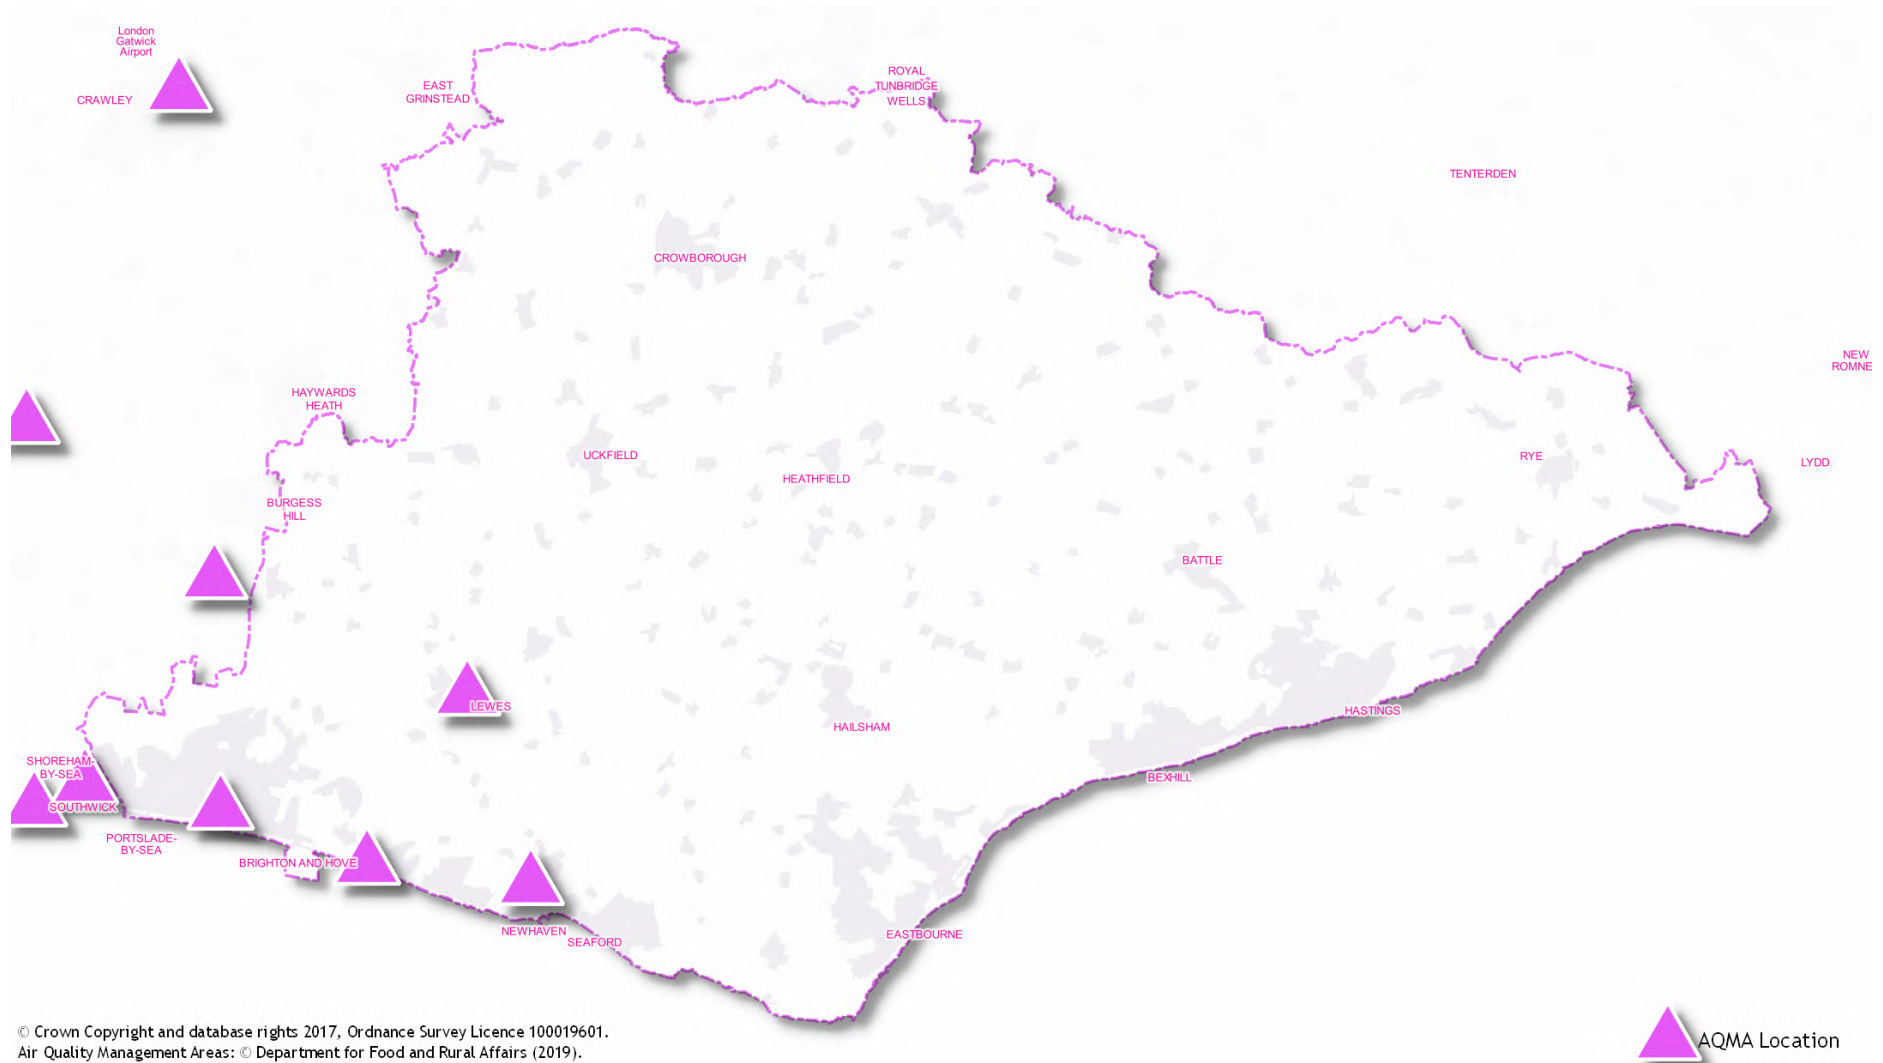 London
Gatwick
Airport
CRAWLEY
EAST
GRINSTEAD
ROYAL
TUNBRIDGE
WELLS
TENTERDEN
CROWBOROUGH
NEW
ROMNE
HAYWARDS
HEATH
UCKFIELD
HEATHFIELD
RYE
LYDD
BURGESS
HILL
BATTLE
LEWES
HAILSHAM
HASTINGS
SHOREHAM-
BY-SEA
SOUTHWICK
BEXHILL
PORTSLADE-
BY-SEA
BRIGHTON AND HOVE
NEWHAVEN
SEAFORD
EASTBOURNE
© Crown Copyright and database rights 2017, Ordnance Survey Licence 100019601.
Air Quality Management Areas: © Department for Food and Rural Affairs (2019).
AQMA Location